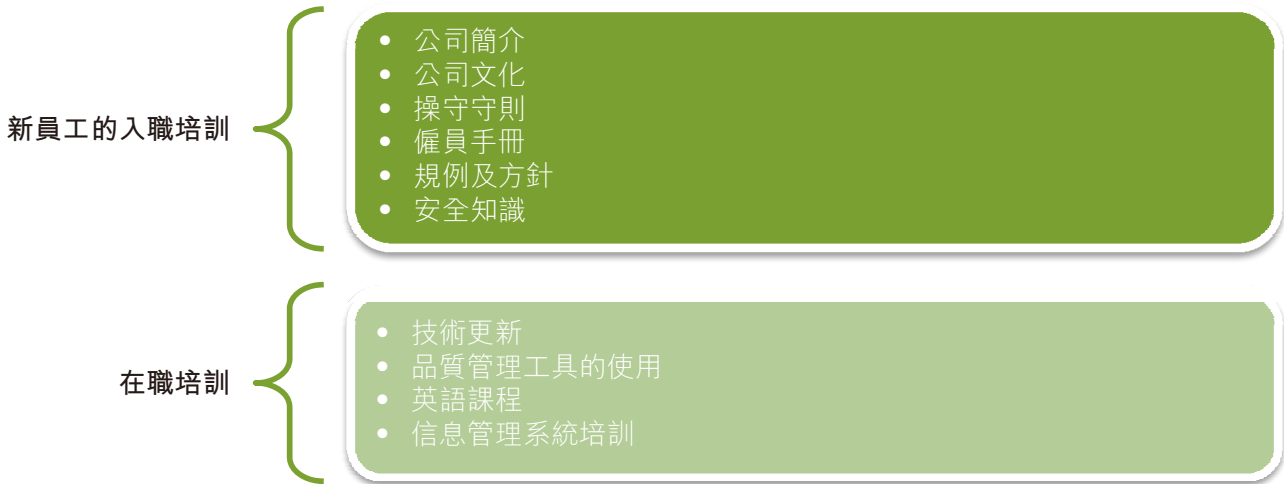 新員工的入職培訓
• 公司簡介
• 公司文化
• 操守守則
• 僱員手冊
• 規例及方針
• 安全知識
在職培訓
• 技術更新
• 品質管理工具的使用
• 英語課程
• 信息管理系統培訓